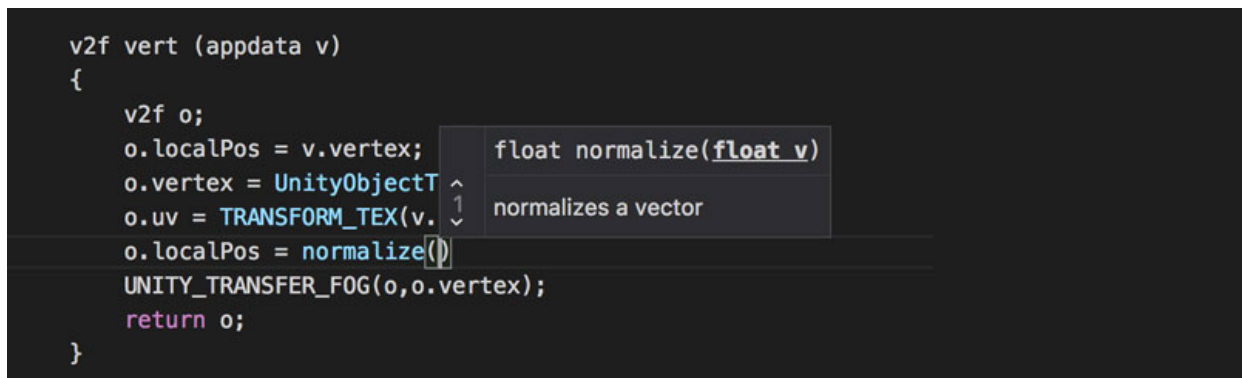 v2f vert (appdata v)
{
v2f o;
o.localPos = v.vertex;
o.vertex = UnityObjectT
o.uv = TRANSFORM_TEX(v.
o.localPos = normalize()
UNITY_TRANSFER_FOG(o,o.vertex);
return o;
}
float normalize(float v)
1
normalizes a vector